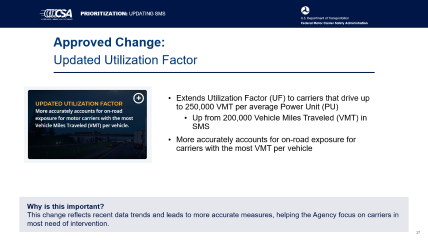 CSA
PRIORITIZATION: UPDATING SMS
U.S. Department of Transportation
Federal Motor Carrier Safety Administration
Approved Change:
Updated Utilization Factor
UPDATED UTILIZATION FACTOR
More accurately accounts for on-road
exposure for motor carriers with the most
Vehicle Miles Traveled (VMT) per vehicle.
• Extends Utilization Factor (UF) to carriers that drive up
to 250,000 VMT per average Power Unit (PU)
• Up from 200,000 Vehicle Miles Traveled (VMT) in
SMS
• More accurately accounts for on-road exposure for
carriers with the most VMT per vehicle
Why is this important?
This change reflects recent data trends and leads to more accurate measures, helping the Agency focus on carriers in
most need of intervention.